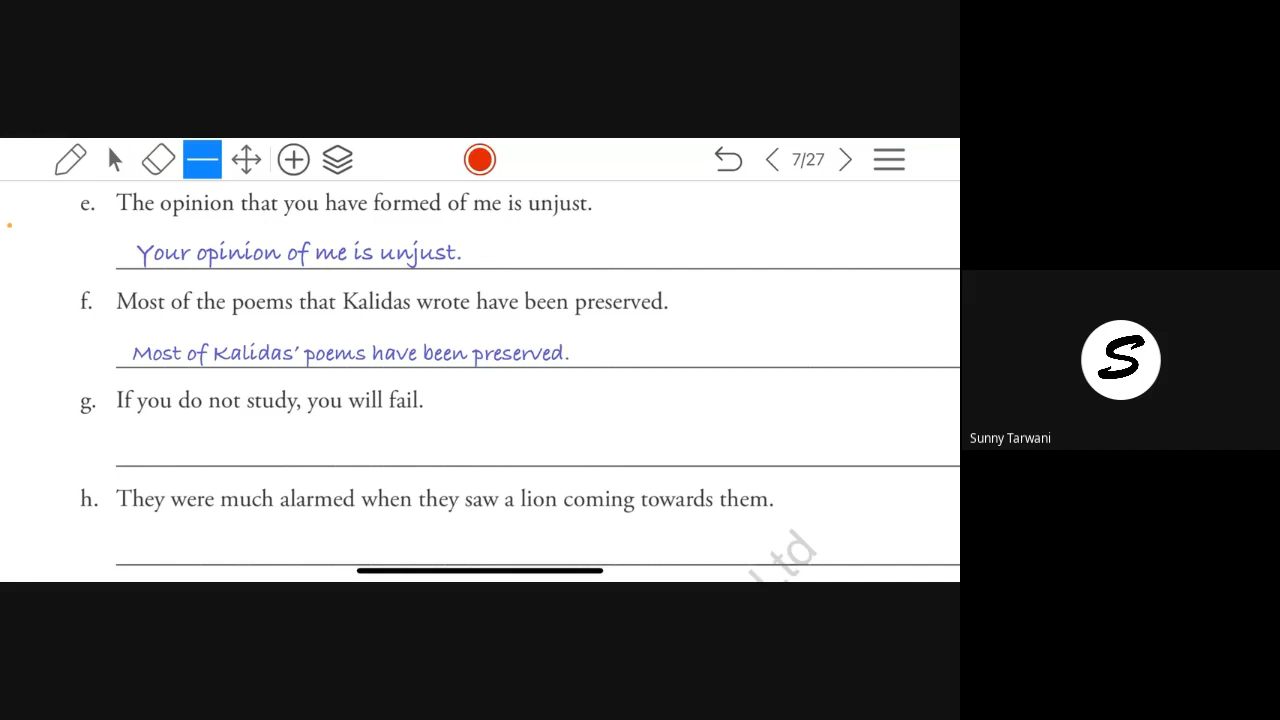 7/27
e. The opinion that you have formed of me is unjust.
Your opinion of me is unjust.
f. Most of the poems that Kalidas wrote have been preserved.
Most of Kalidas' poems have been preserved.
g. If you do not study, you will fail.
h. They were much alarmed when they saw a lion coming towards them.
Ltd
S
Sunny Tarwani